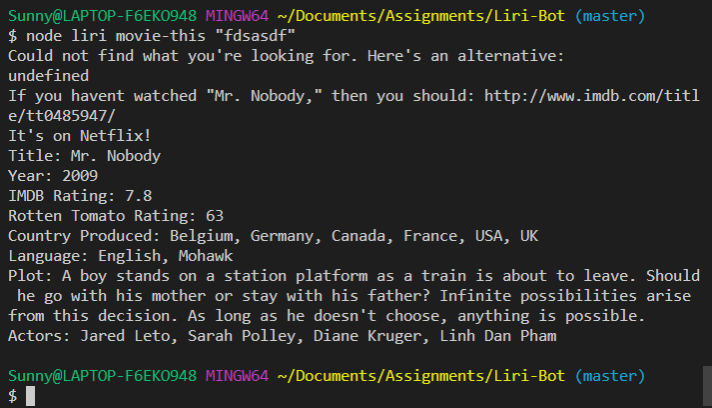 Sunny@LAPTOP-F6EKO948 MINGW64 ~/Documents/Assignments/Liri-Bot (master)
$ node liri movie-this "fdsasdf"
Could not find what you're looking for. Here's an alternative:
undefined
If you havent watched "Mr. Nobody," then you should: http://www.imdb.com/titl
e/tt0485947/
It's on Netflix!
Title: Mr. Nobody
Year: 2009
IMDB Rating: 7.8
Rotten Tomato Rating: 63
Country Produced: Belgium, Germany, Canada, France, USA, UK
Language: English, Mohawk
Plot: A boy stands on a station platform as a train is about to leave. Should
 he go with his mother or stay with his father? Infinite possibilities arise
from this decision. As long as he doesn't choose, anything is possible.
Actors: Jared Leto, Sarah Polley, Diane Kruger, Linh Dan Pham
Sunny@LAPTOP-F6EKO948 MINGW64 ~/Documents/Assignments/Liri-Bot (master)
$